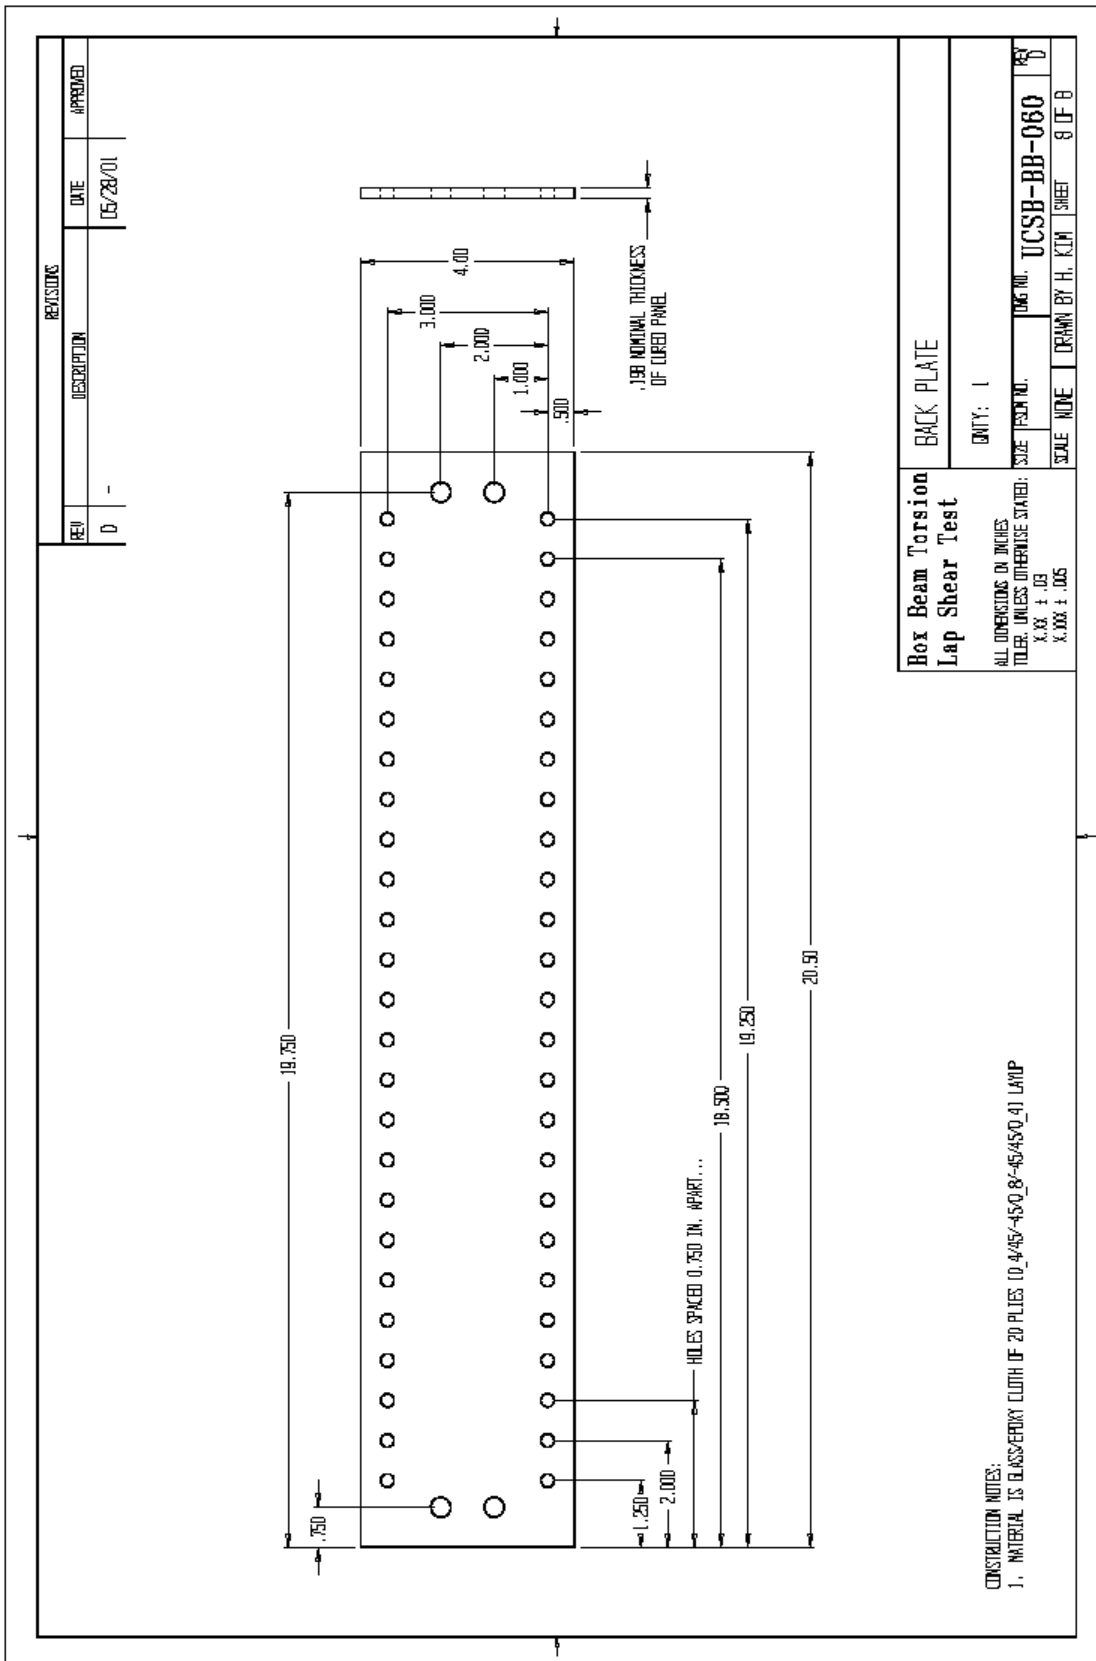 REVISIONS
REV DESCRIPTION DATE APPROVED
D - 05/28/01
19.750
.750
4.00
3.000
2.000
1.000
.500
.198 NOMINAL THICKNESS
OF CURED PANEL
1.250
2.000
HOLES SPACED 0.750 IN. APART...
18.500
19.250
20.50
CONSTRUCTION NOTES:
1. MATERIAL IS GLASS/EPOXY CLOTH OF 20 PLIES [0_4/45/-45/0_8/-45/45/0_4] LAYUP
Box Beam Torsion
Lap Shear Test
ALL DIMENSIONS IN INCHES
TOLER. UNLESS OTHERWISE STATED:
X.XX ± .03
X.XXX ± .005
BACK PLATE
QNTY: 1
SIZE FSCM NO. DWG NO. UCSB-BB-060 REV D
SCALE NONE DRAWN BY H. KIM SHEET 8 OF 8